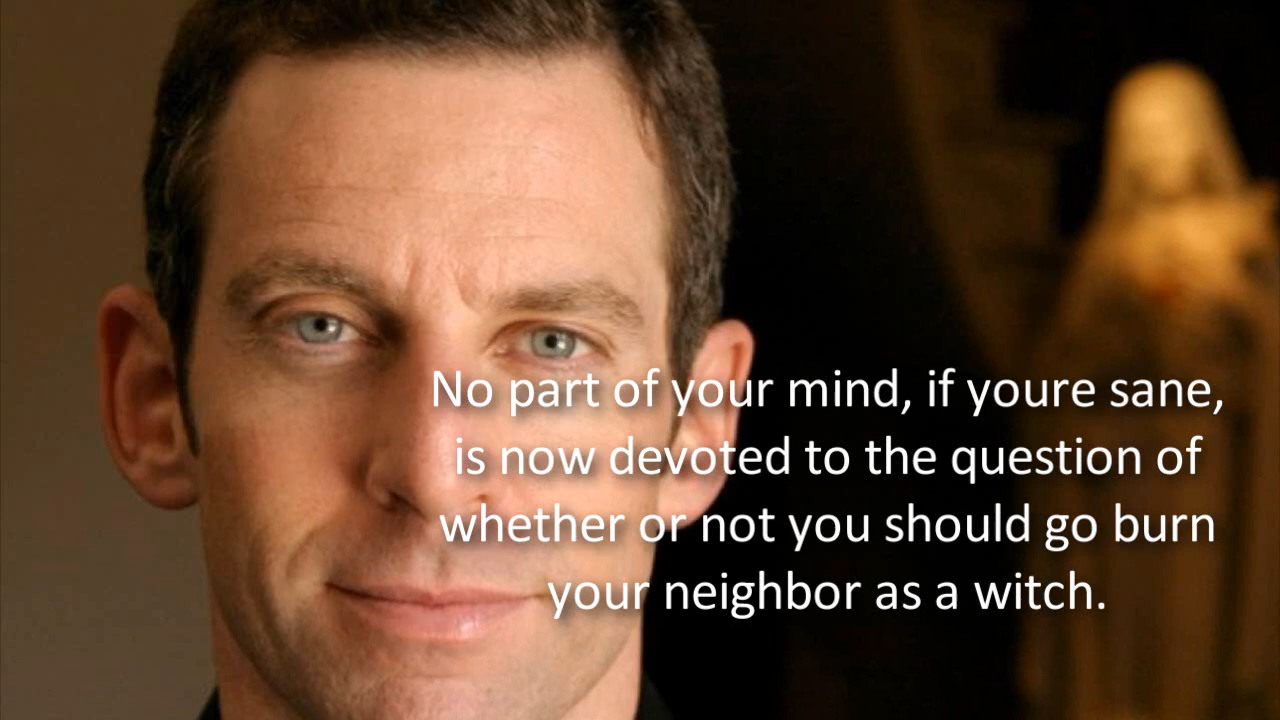 No part of your mind, if youre sane,
is now devoted to the question of
whether or not you should go burn
your neighbor as a witch.